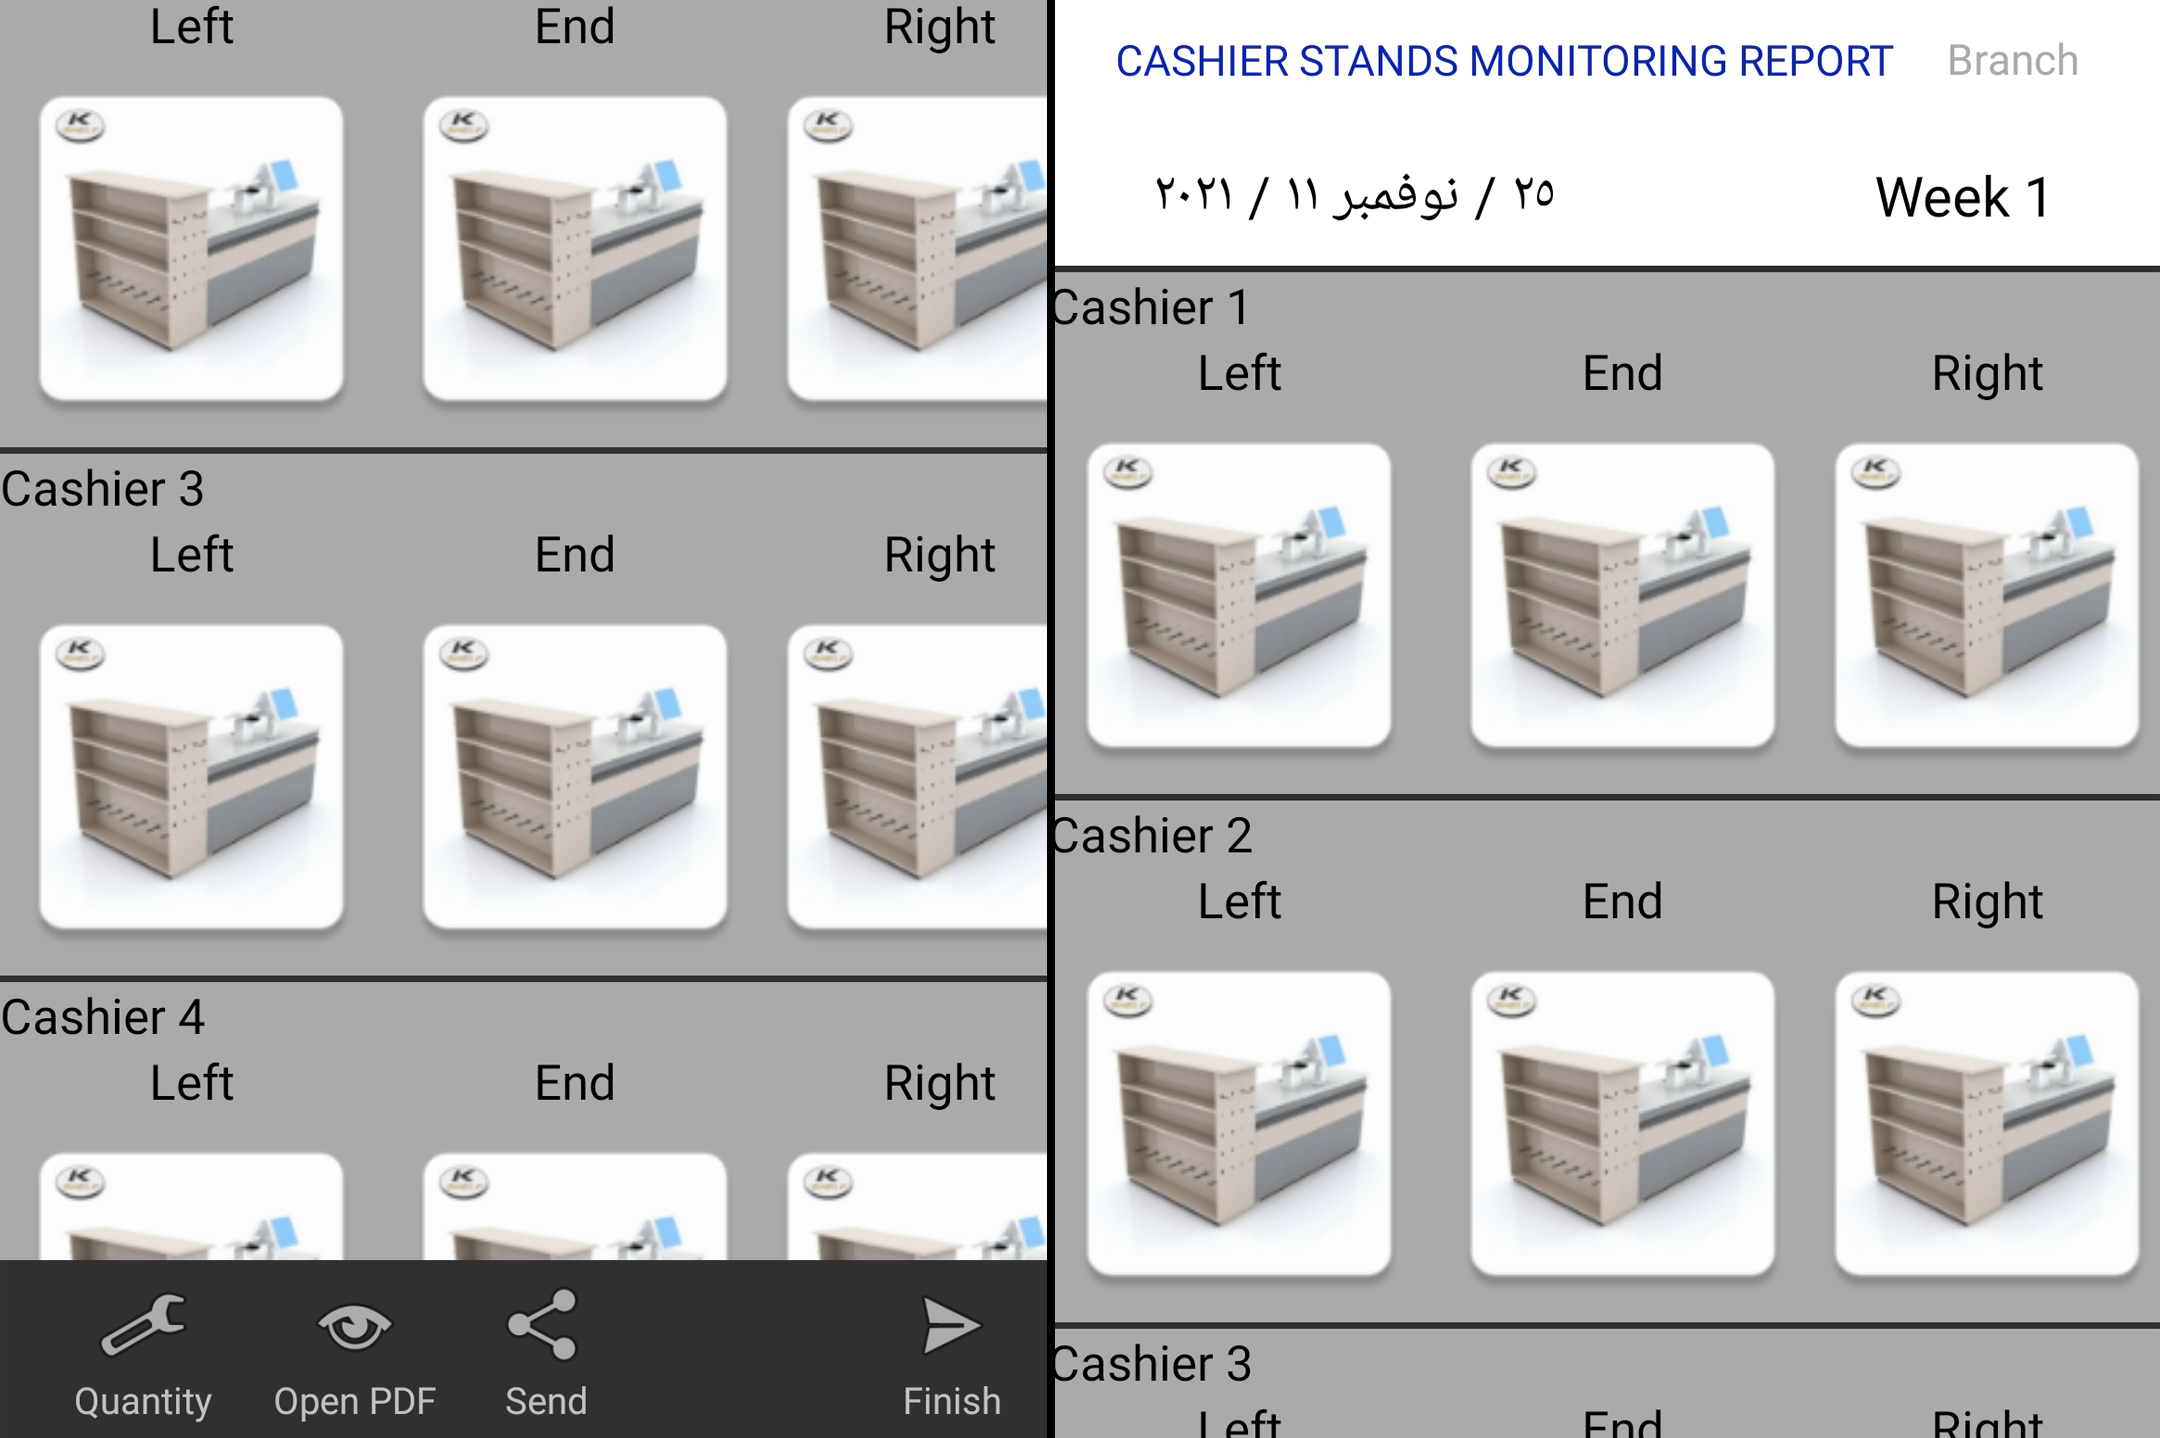 Left End Right
Cashier 3
Left End Right
Cashier 4
Left End Right
Quantity Open PDF Send Finish
CASHIER STANDS MONITORING REPORT Branch
٢٥ / نوفمبر ١١ / ٢٠٢١ Week 1
Cashier 1
Left End Right
Cashier 2
Left End Right
Cashier 3
Left End Right